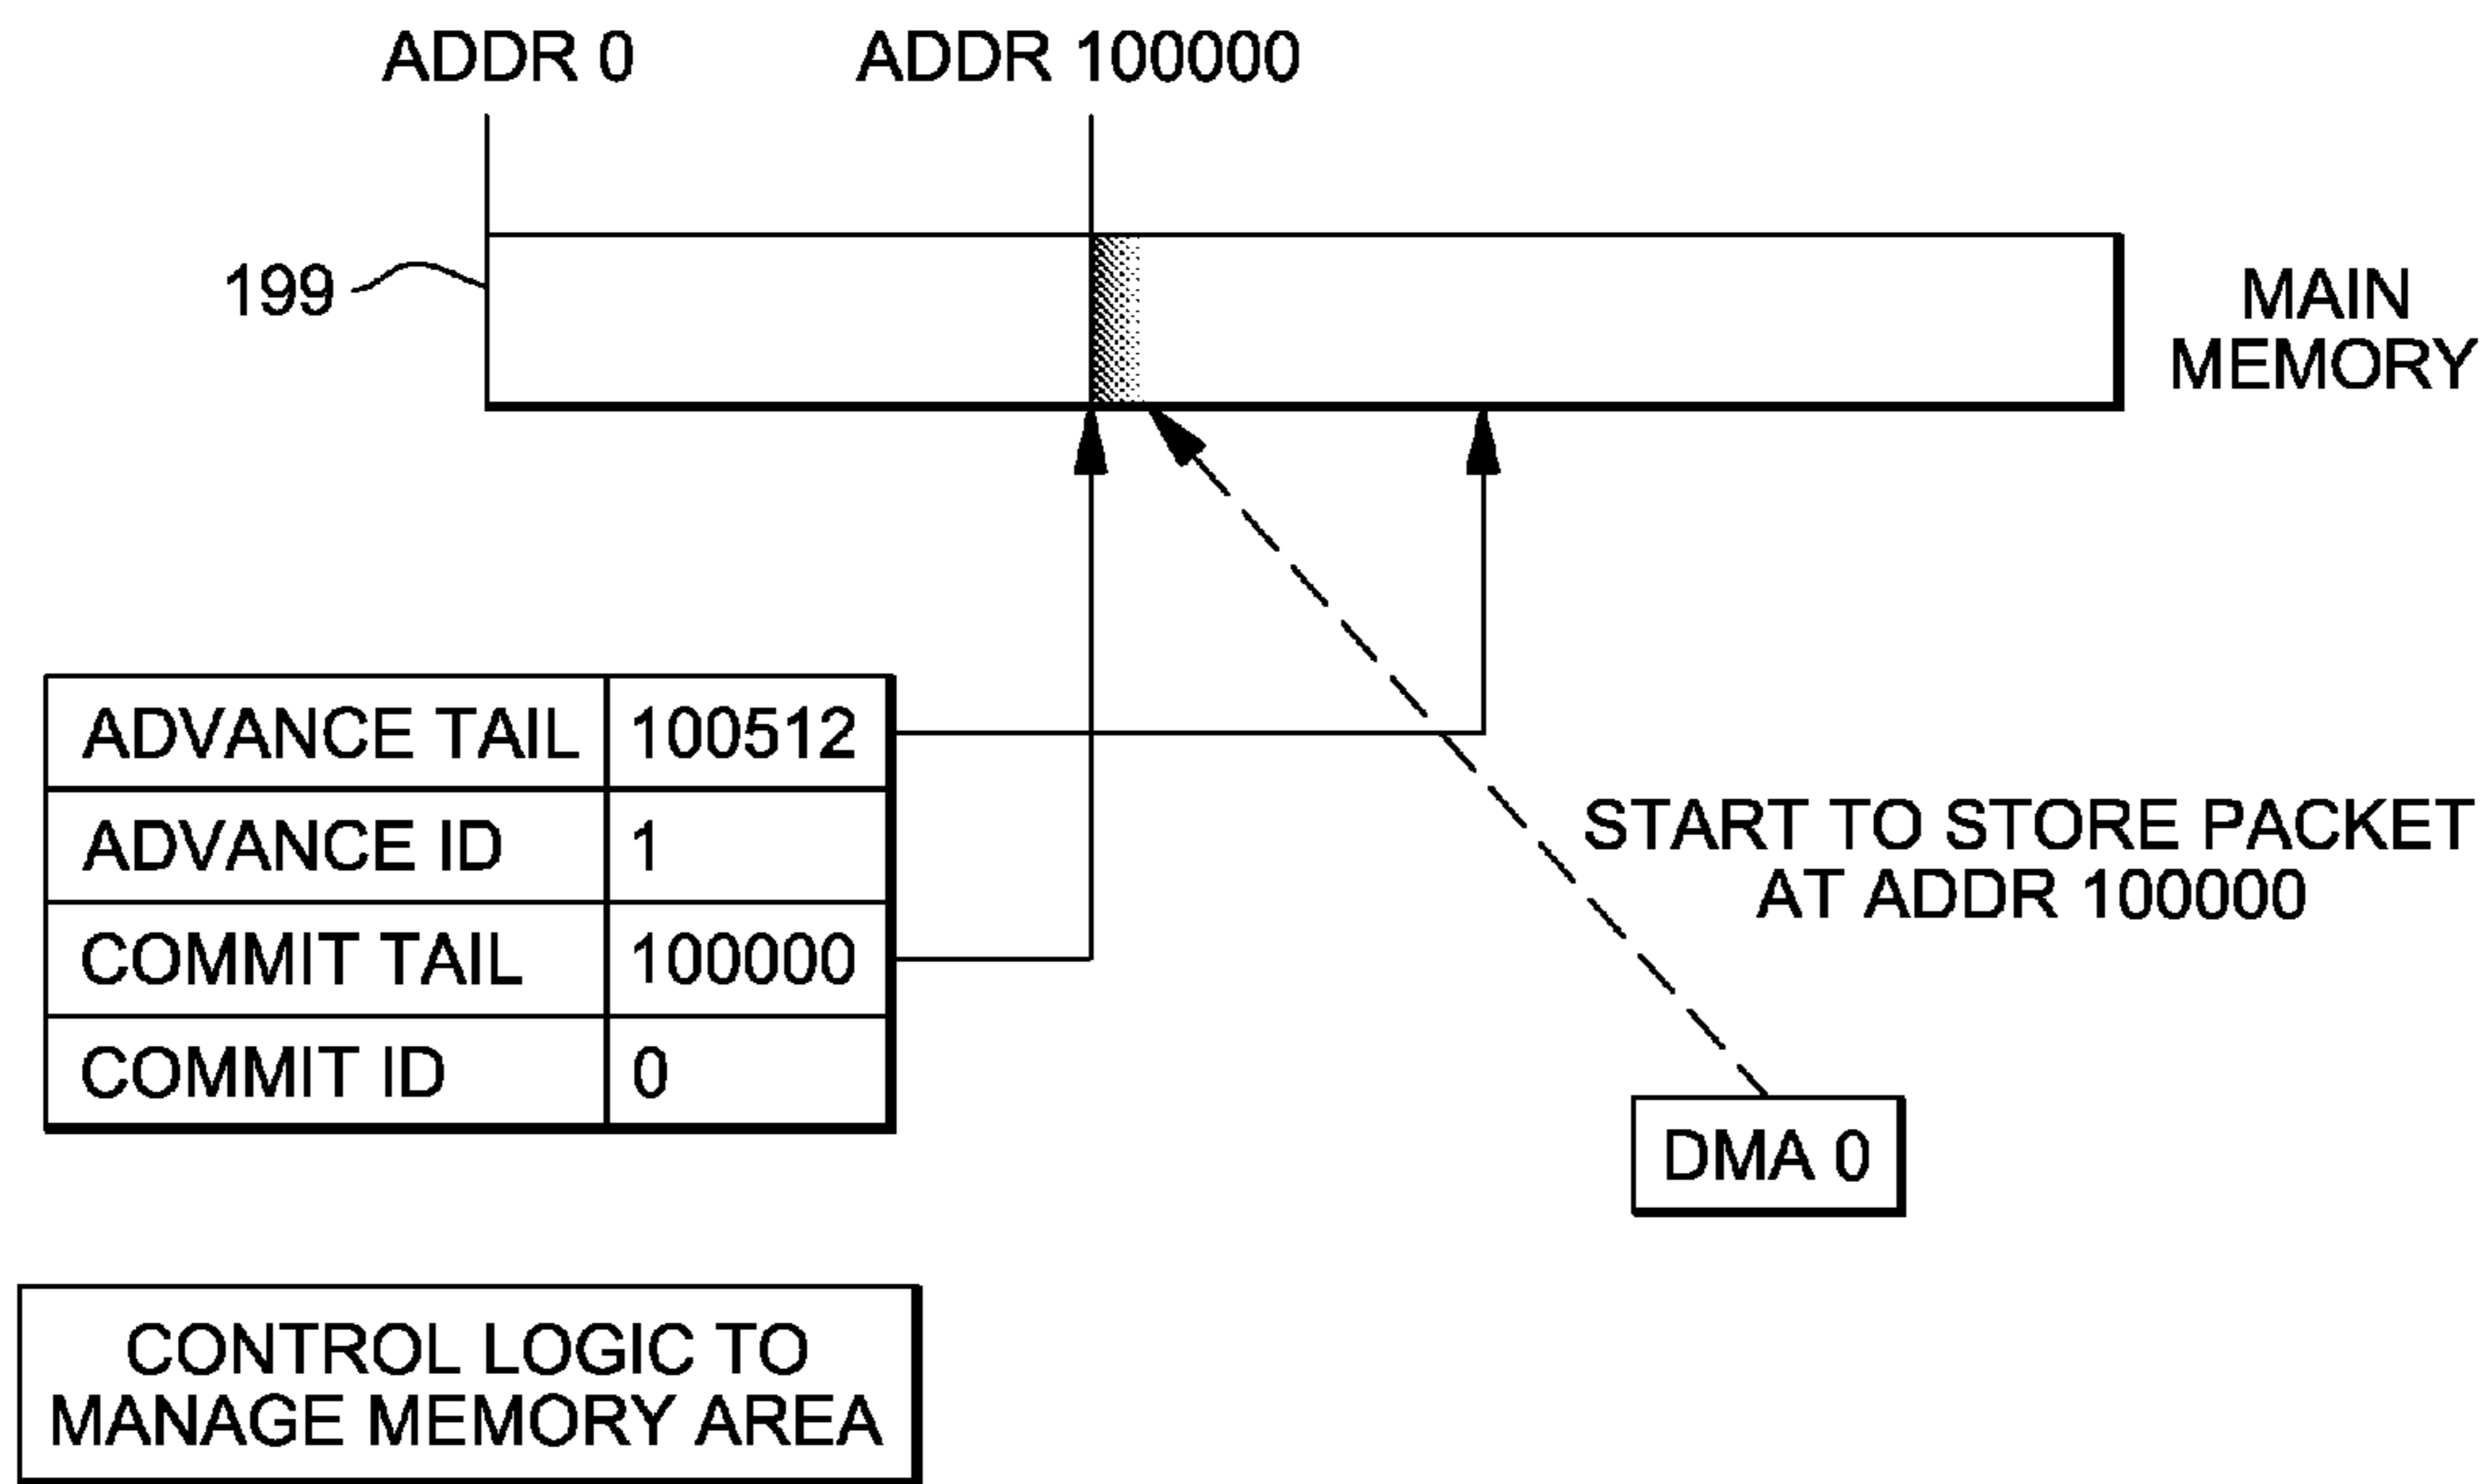 ADDR 0
ADDR 100000
199
MAIN
MEMORY
ADVANCE TAIL 100512
ADVANCE ID 1
COMMIT TAIL 100000
COMMIT ID 0
START TO STORE PACKET
AT ADDR 100000
DMA 0
CONTROL LOGIC TO
MANAGE MEMORY AREA